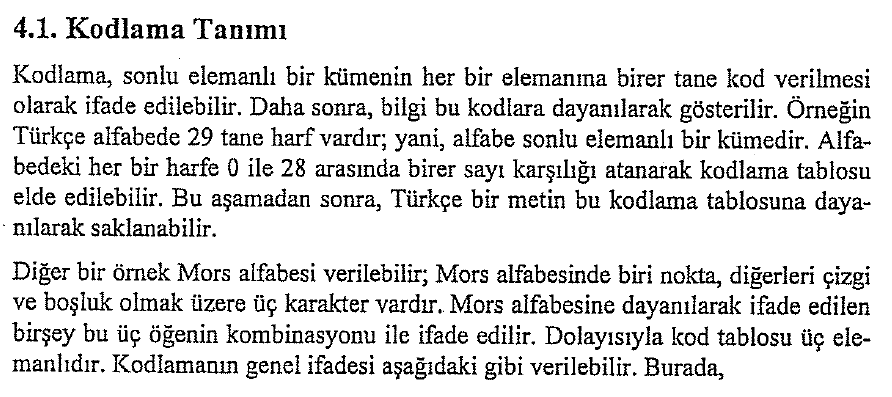 4.1. Kodlama Tanımı
Kodlama, sonlu elemanlı bir kümenin her bir elemanına birer tane kod verilmesi
olarak ifade edilebilir. Daha sonra, bilgi bu kodlara dayanılarak gösterilir. Örneğin
Türkçe alfabede 29 tane harf vardır; yani, alfabe sonlu elemanlı bir kümedir. Alfa-
bedeki her bir harfe 0 ile 28 arasında birer sayı karşılığı atanarak kodlama tablosu
elde edilebilir. Bu aşamadan sonra, Türkçe bir metin bu kodlama tablosuna daya-
nılarak saklanabilir.
Diğer bir örnek Mors alfabesi verilebilir; Mors alfabesinde biri nokta, diğerleri çizgi
ve boşluk olmak üzere üç karakter vardır. Mors alfabesine dayanılarak ifade edilen
birşey bu üç öğenin kombinasyonu ile ifade edilir. Dolayısıyla kod tablosu üç ele-
manlıdır. Kodlamanın genel ifadesi aşağıdaki gibi verilebilir. Burada,